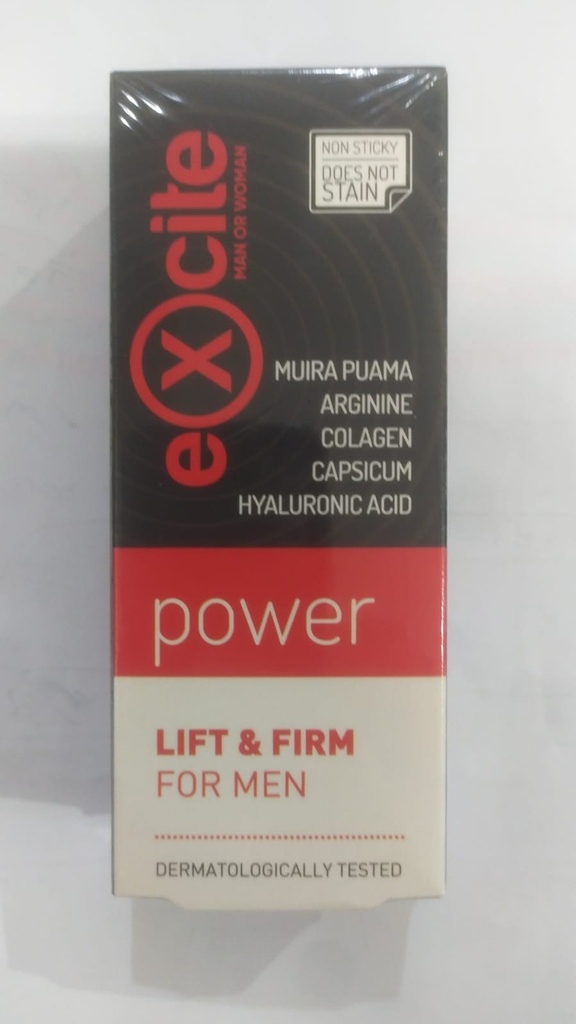 eXcite
MAN OR WOMAN
NON STICKY
DOES NOT
STAIN
MUIRA PUAMA
ARGININE
COLAGEN
CAPSICUM
HYALURONIC ACID
power
LIFT & FIRM
FOR MEN
DERMATOLOGICALLY TESTED